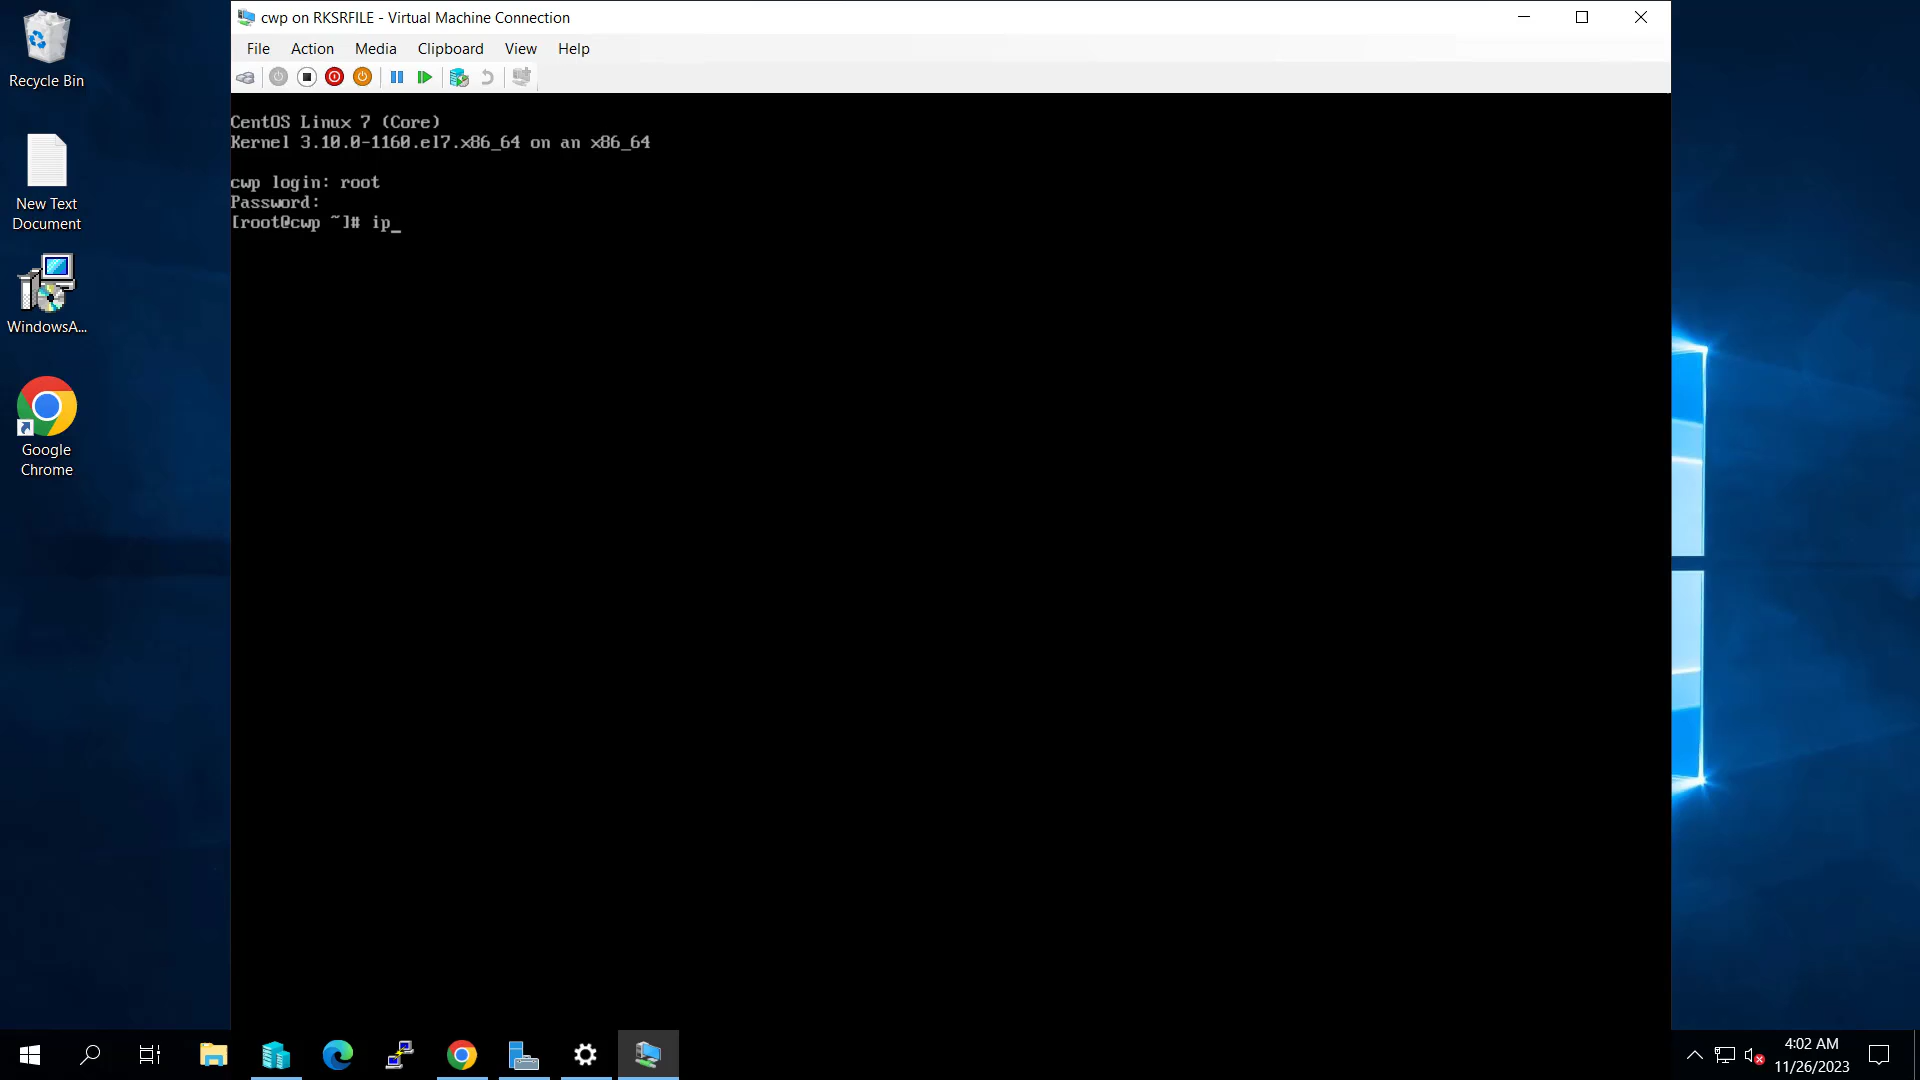 cwp on RKSRFILE - Virtual Machine Connection
File Action Media Clipboard View Help
Recycle Bin
New Text
Document
WindowsA...
Google
Chrome
CentOS Linux 7 (Core)
Kernel 3.10.0-1160.el7.x86_64 on an x86_64
cwp login: root
Password:
[root@cwp ~]# ip_
4:02 AM
11/26/2023